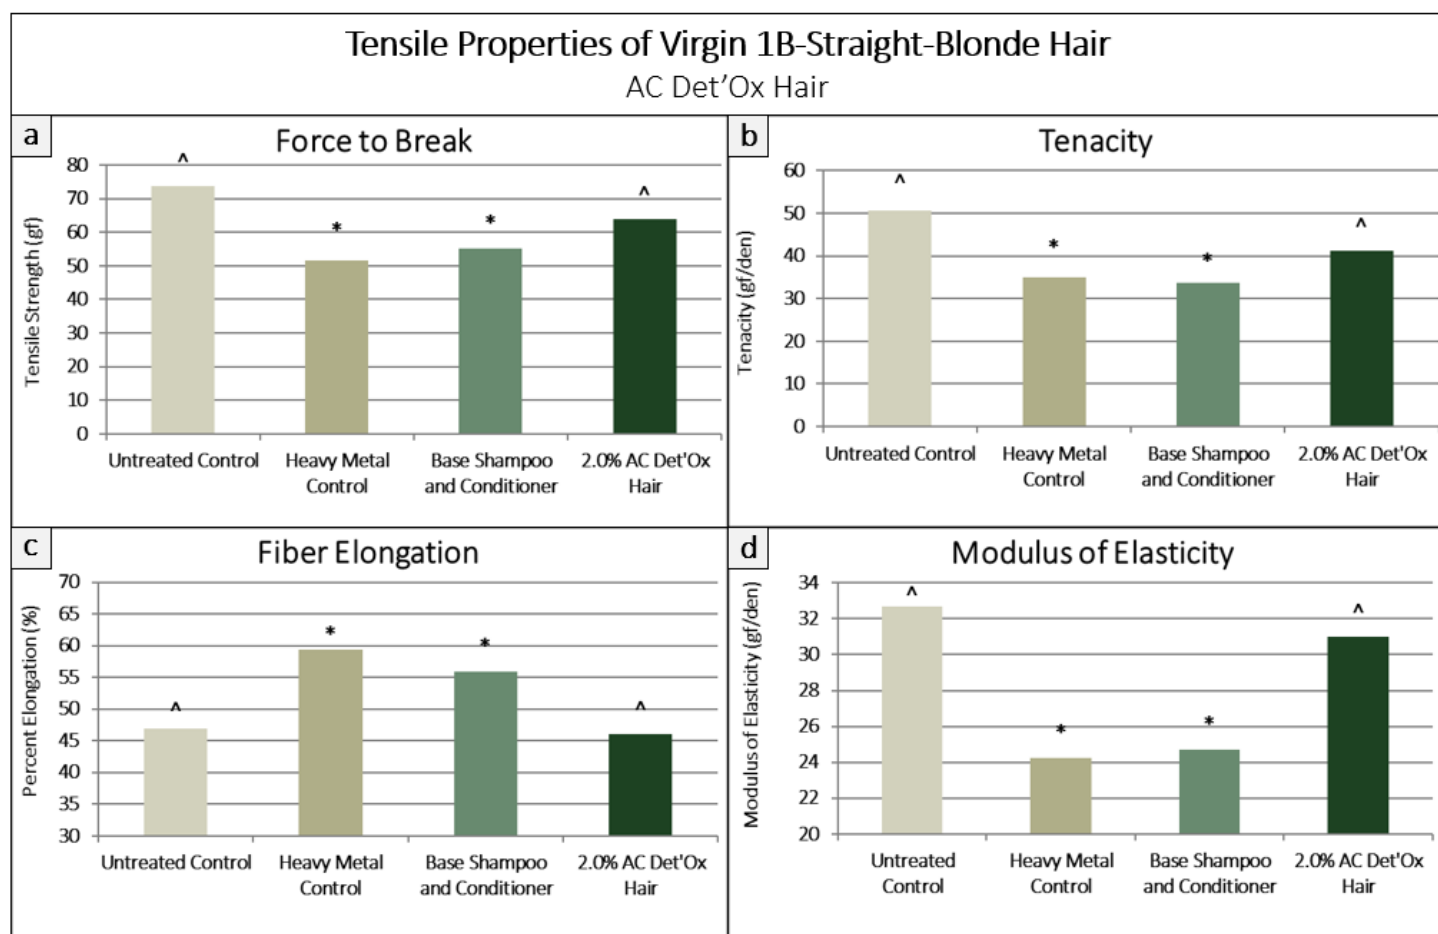 Tensile Properties of Virgin 1B-Straight-Blonde Hair
AC Det'Ox Hair
a
Force to Break
Tensile Strength (gf)
80
70
60
50
40
30
20
10
0
^
*
*
^
Untreated Control
Heavy Metal
Control
Base Shampoo
and Conditioner
2.0% AC Det'Ox
Hair
b
Tenacity
Tenacity (gf/den)
60
50
40
30
20
10
0
^
*
*
^
Untreated Control
Heavy Metal
Control
Base Shampoo
and Conditioner
2.0% AC Det'Ox
Hair
c
Fiber Elongation
Percent Elongation (%)
70
65
60
55
50
45
40
35
30
^
*
*
^
Untreated Control
Heavy Metal
Control
Base Shampoo
and Conditioner
2.0% AC Det'Ox
Hair
d
Modulus of Elasticity
Modulus of Elasticity (gf/den)
34
32
30
28
26
24
22
20
^
*
*
^
Untreated
Control
Heavy Metal
Control
Base Shampoo
and Conditioner
2.0% AC Det'Ox
Hair